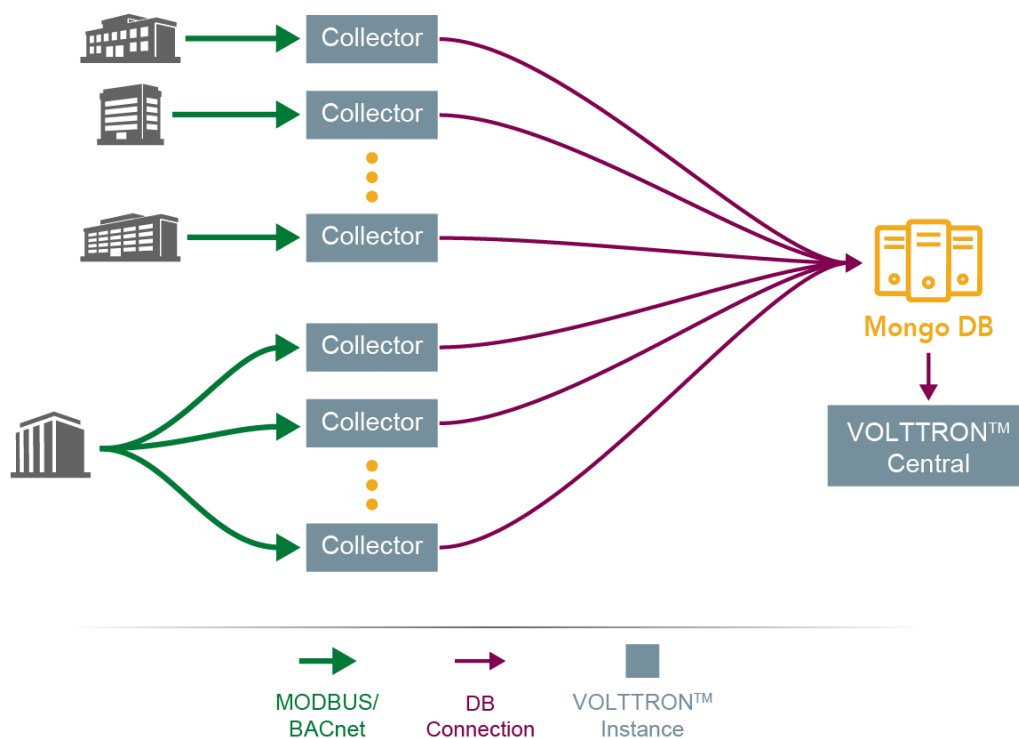 Collector
Collector
Collector
Collector
Collector
Collector
Mongo DB
VOLTTRON™
Central
MODBUS/
BACnet
DB
Connection
VOLTTRON™
Instance